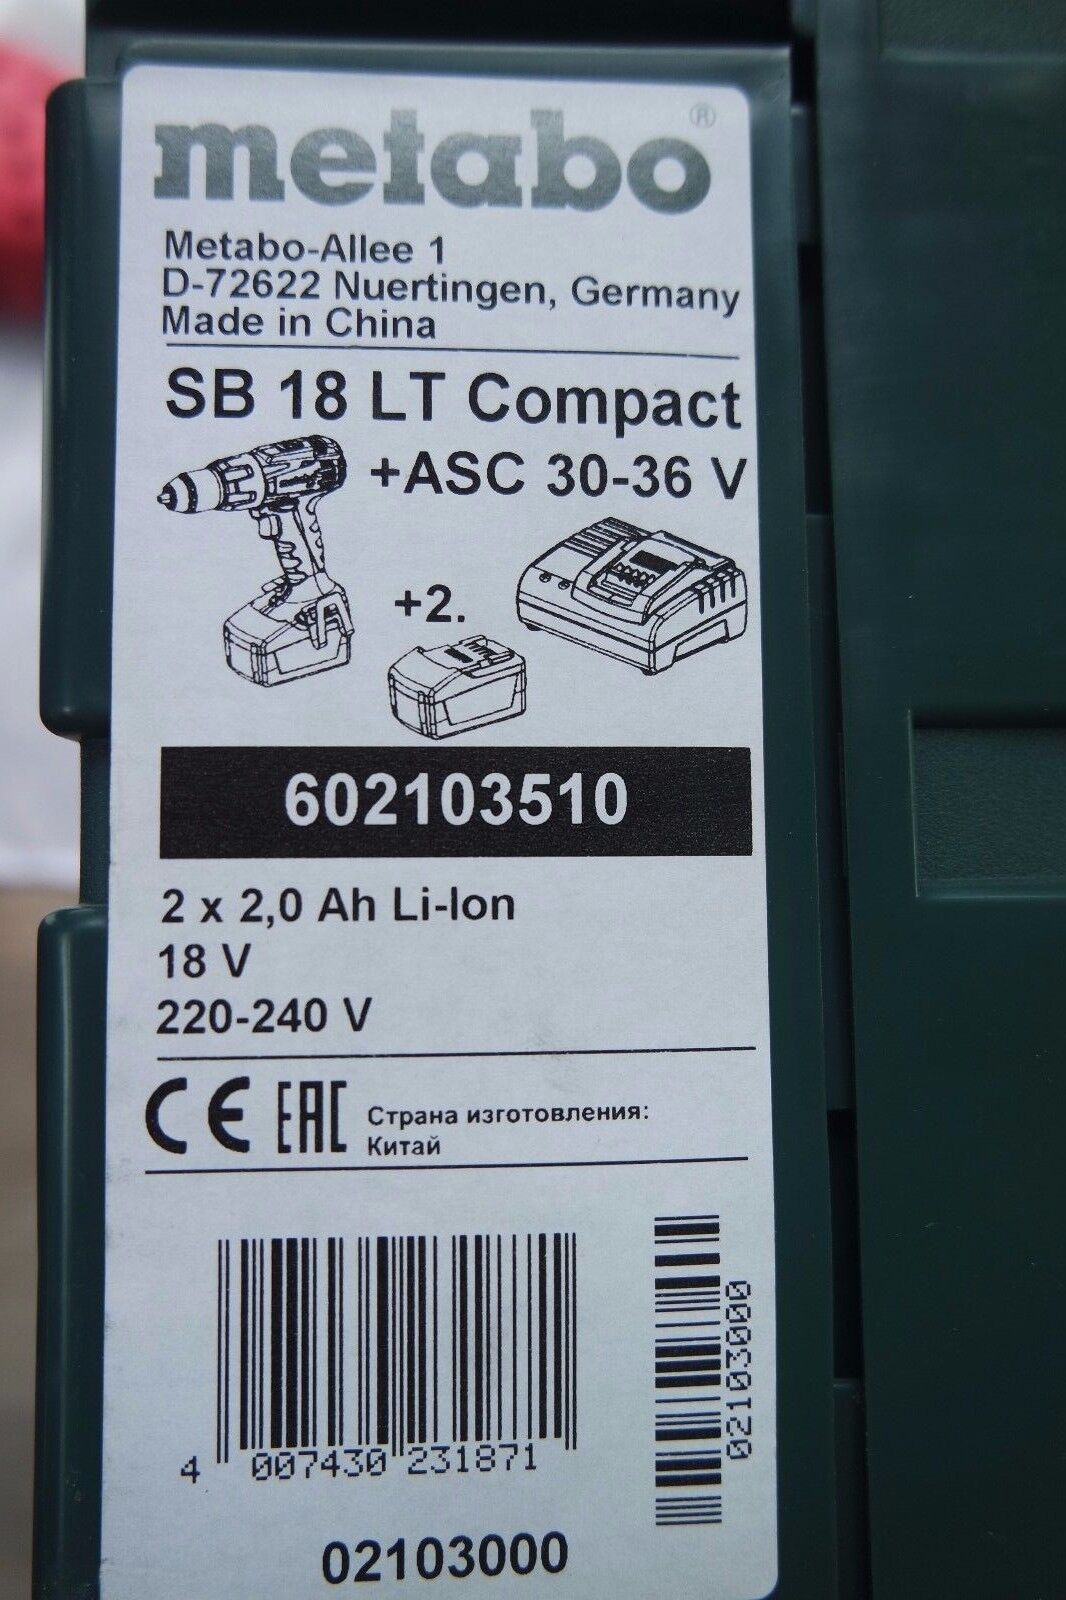 metabo®
Metabo-Allee 1
D-72622 Nuertingen, Germany
Made in China
SB 18 LT Compact
+ASC 30-36 V
+2.
602103510
2 x 2,0 Ah Li-Ion
18 V
220-240 V
CE EAC Страна изготовления:
Китай
4 007430 231871
02103000
02103000